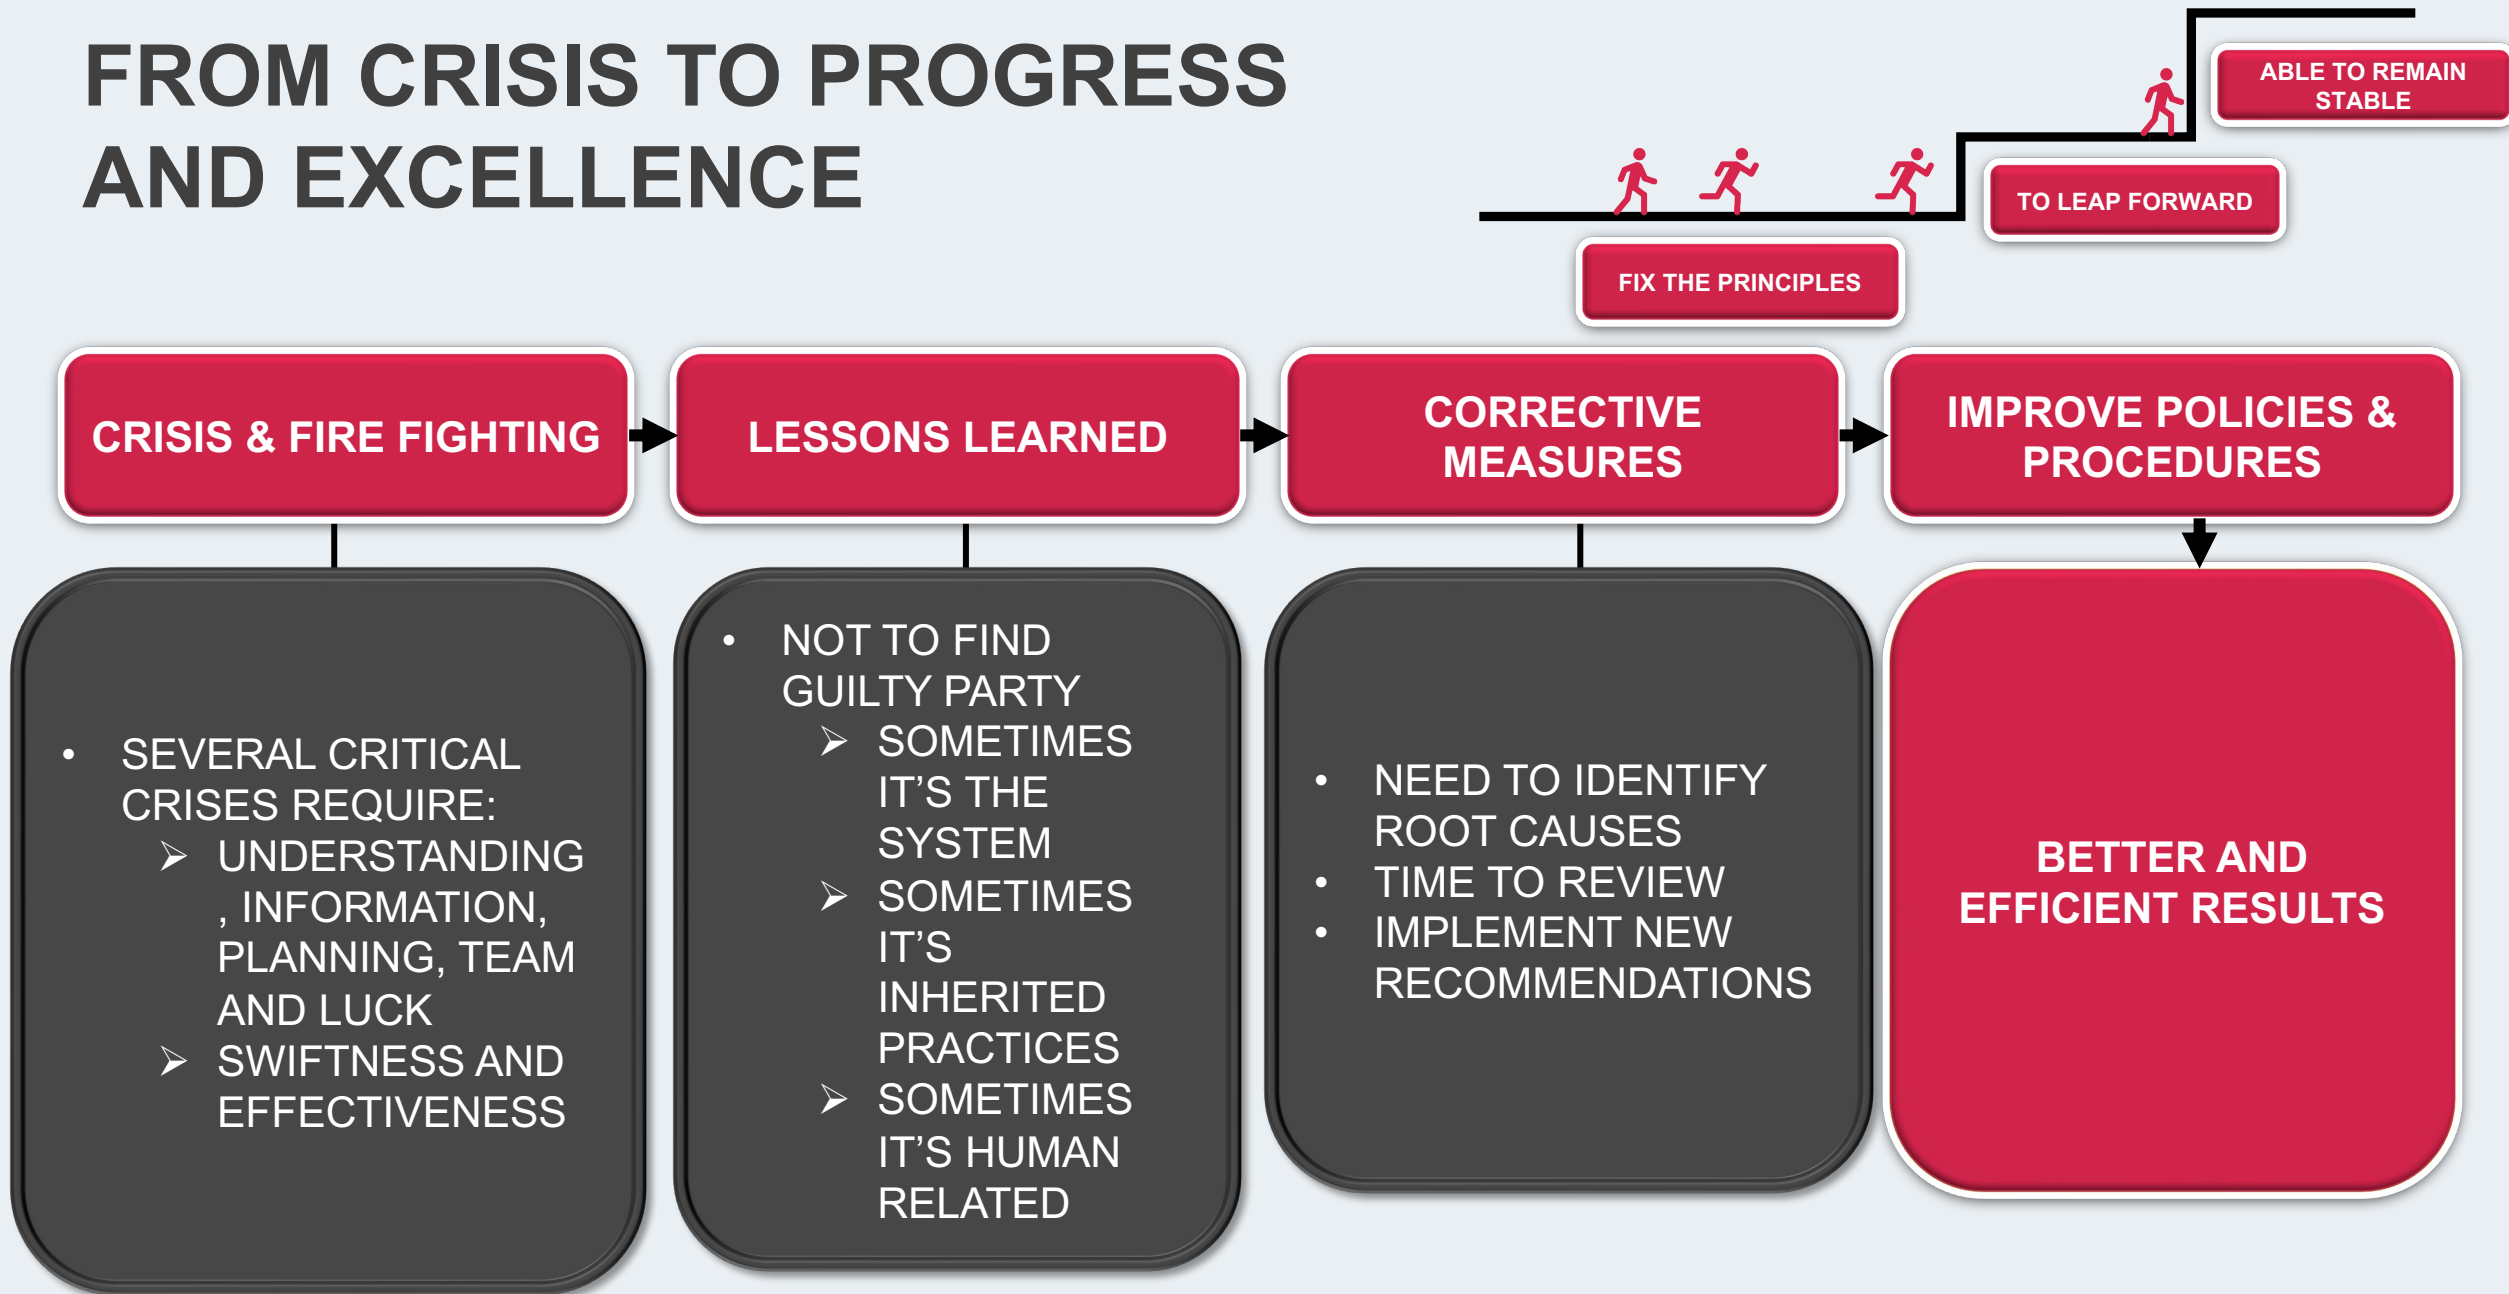 FROM CRISIS TO PROGRESS
AND EXCELLENCE
ABLE TO REMAIN
STABLE
TO LEAP FORWARD
FIX THE PRINCIPLES
CRISIS & FIRE FIGHTING
LESSONS LEARNED
CORRECTIVE
MEASURES
IMPROVE POLICIES &
PROCEDURES
• SEVERAL CRITICAL
CRISES REQUIRE:
➢ UNDERSTANDING
, INFORMATION,
PLANNING, TEAM
AND LUCK
➢ SWIFTNESS AND
EFFECTIVENESS
• NOT TO FIND
GUILTY PARTY
➢ SOMETIMES
IT’S THE
SYSTEM
➢ SOMETIMES
IT’S
INHERITED
PRACTICES
➢ SOMETIMES
IT’S HUMAN
RELATED
• NEED TO IDENTIFY
ROOT CAUSES
• TIME TO REVIEW
• IMPLEMENT NEW
RECOMMENDATIONS
BETTER AND
EFFICIENT RESULTS